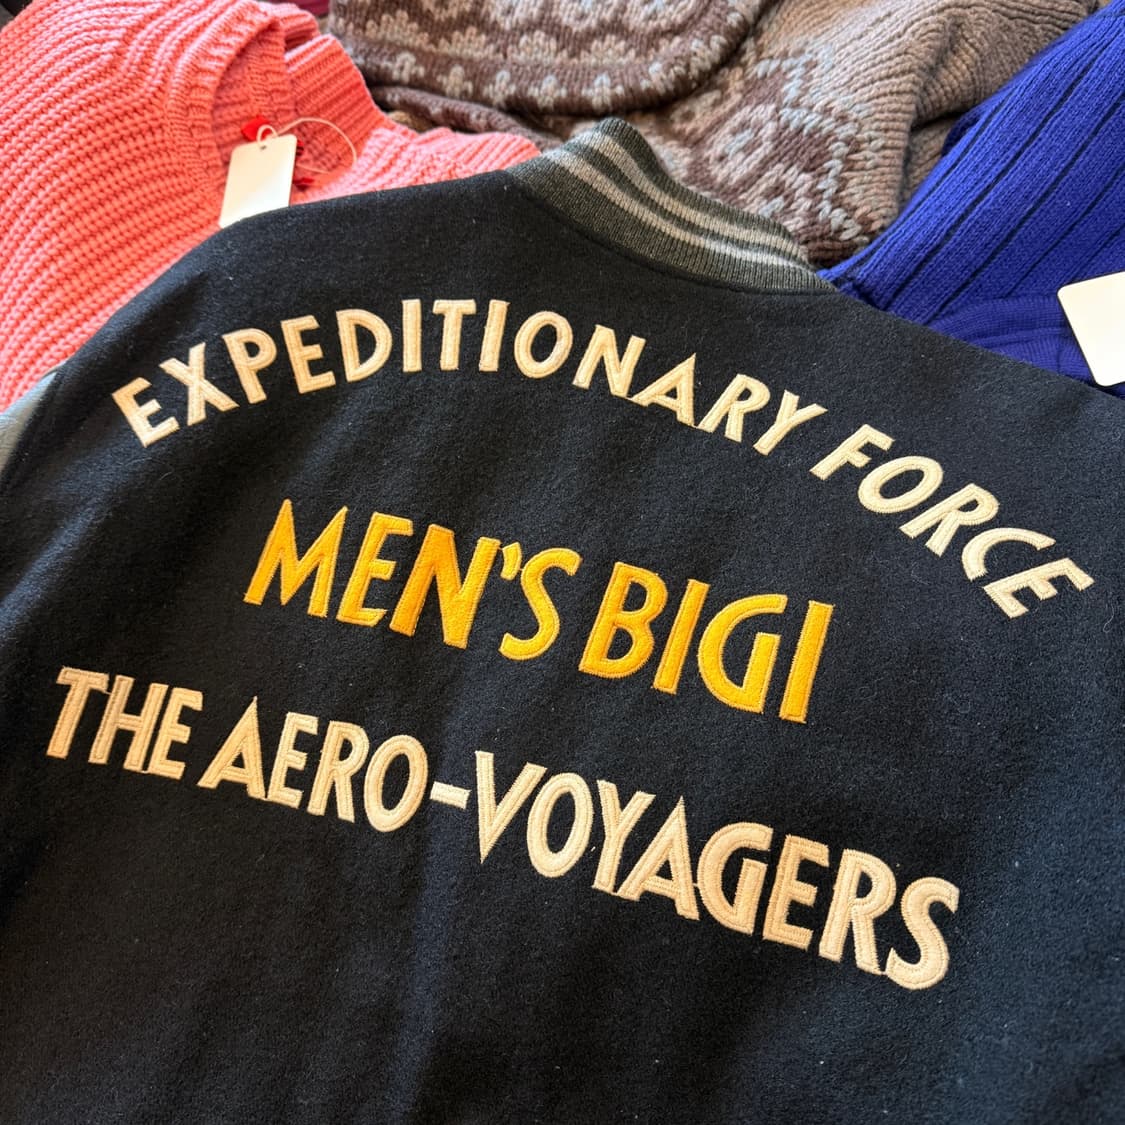 EXPEDITIONARY FORCE
MEN'S BIGI
THE AERO-VOYAGERS